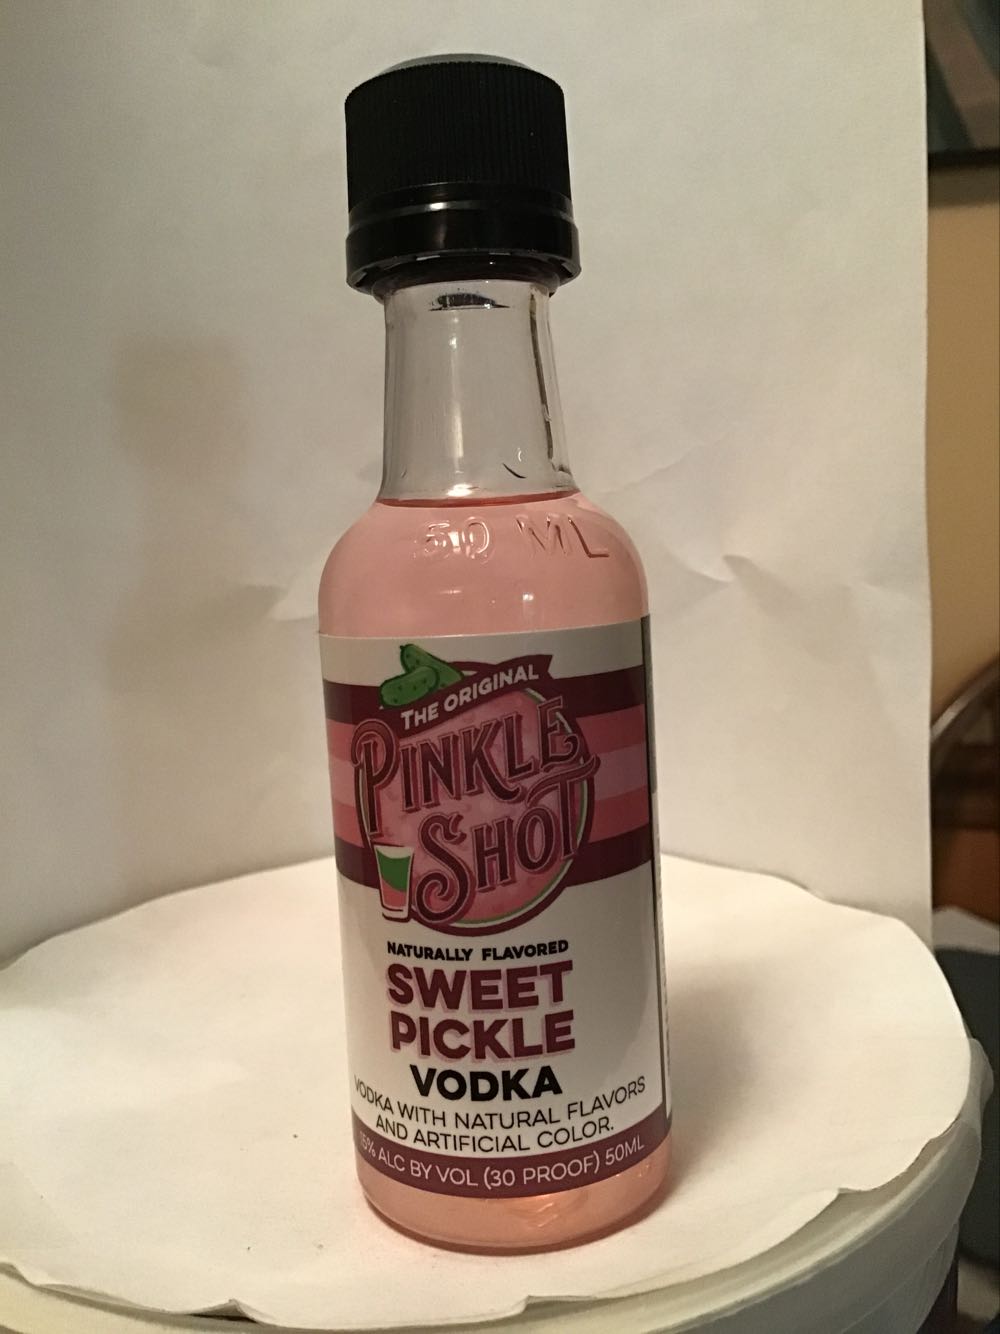 50 ML
THE ORIGINAL
PINKLE
SHOT
NATURALLY FLAVORED
SWEET
PICKLE
VODKA
VODKA WITH NATURAL FLAVORS
AND ARTIFICIAL COLOR.
15% ALC BY VOL (30 PROOF) 50ML